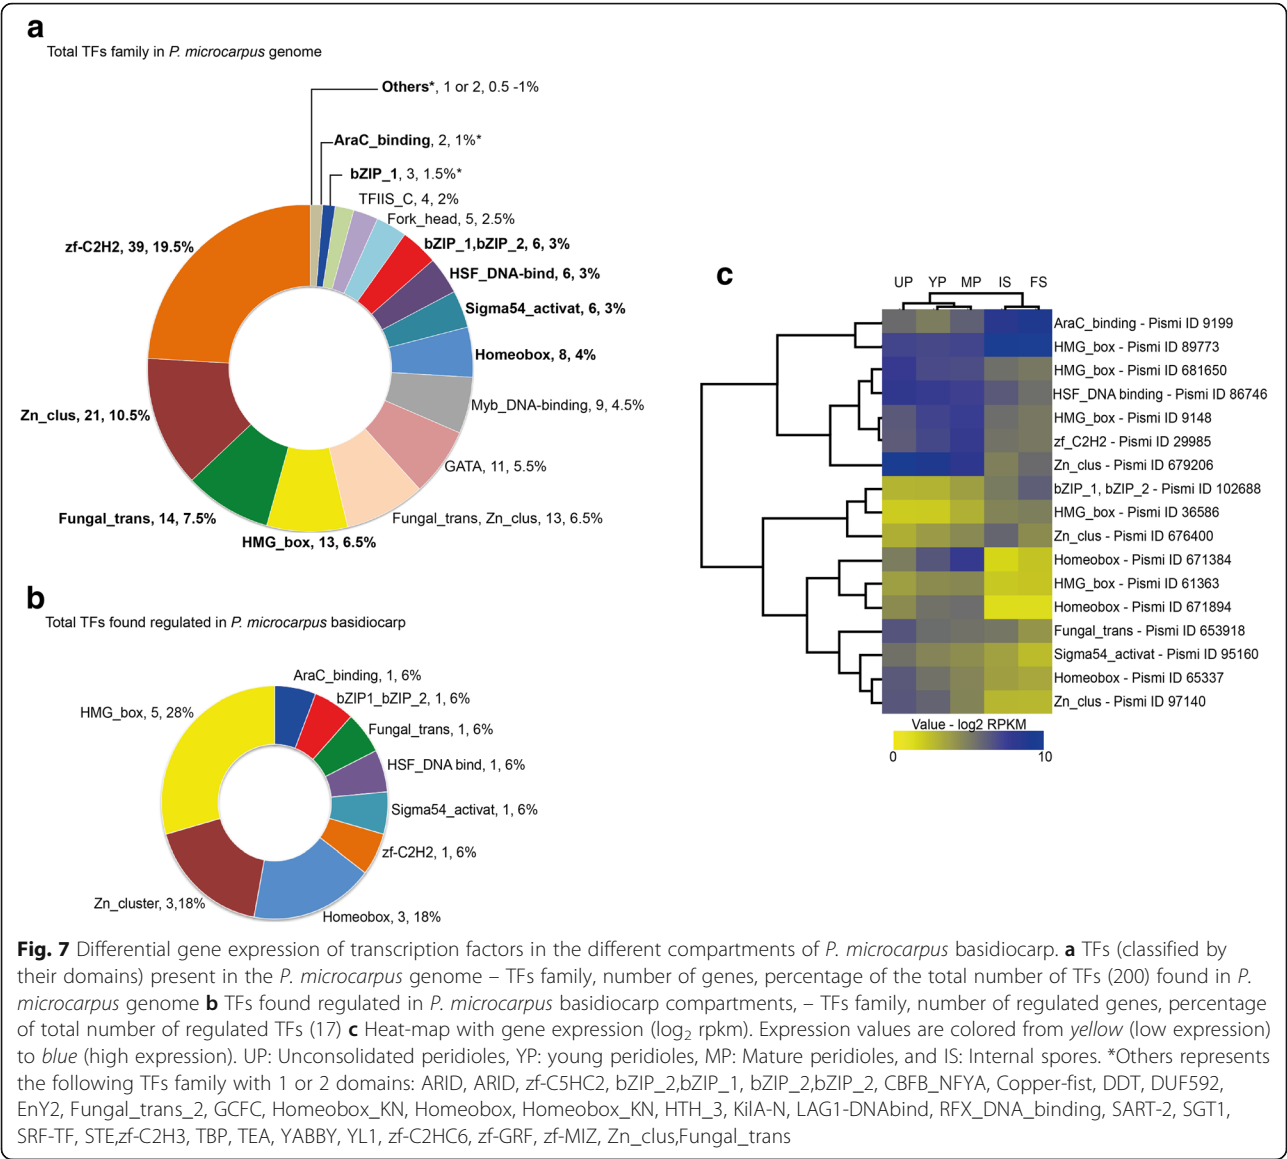 a
Total TFs family in P. microcarpus genome
Others*, 1 or 2, 0.5 -1%
AraC_binding, 2, 1%*
bZIP_1, 3, 1.5%*
TFIIS_C, 4, 2%
Fork_head, 5, 2.5%
bZIP_1,bZIP_2, 6, 3%
HSF_DNA-bind, 6, 3%
Sigma54_activat, 6, 3%
Homeobox, 8, 4%
Myb_DNA-binding, 9, 4.5%
GATA, 11, 5.5%
Fungal_trans, Zn_clus, 13, 6.5%
HMG_box, 13, 6.5%
Fungal_trans, 14, 7.5%
Zn_clus, 21, 10.5%
zf-C2H2, 39, 19.5%
b
Total TFs found regulated in P. microcarpus basidiocarp
AraC_binding, 1, 6%
bZIP1_bZIP_2, 1, 6%
Fungal_trans, 1, 6%
HSF_DNA bind, 1, 6%
Sigma54_activat, 1, 6%
zf-C2H2, 1, 6%
Homeobox, 3, 18%
Zn_cluster, 3,18%
HMG_box, 5, 28%
c
UP YP MP IS FS
AraC_binding - Pismi ID 9199
HMG_box - Pismi ID 89773
HMG_box - Pismi ID 681650
HSF_DNA binding - Pismi ID 86746
HMG_box - Pismi ID 9148
zf_C2H2 - Pismi ID 29985
Zn_clus - Pismi ID 679206
bZIP_1, bZIP_2 - Pismi ID 102688
HMG_box - Pismi ID 36586
Zn_clus - Pismi ID 676400
Homeobox - Pismi ID 671384
HMG_box - Pismi ID 61363
Homeobox - Pismi ID 671894
Fungal_trans - Pismi ID 653918
Sigma54_activat - Pismi ID 95160
Homeobox - Pismi ID 65337
Zn_clus - Pismi ID 97140
Value - log2 RPKM
0 10
Fig. 7 Differential gene expression of transcription factors in the different compartments of P. microcarpus basidiocarp. a TFs (classified by
their domains) present in the P. microcarpus genome – TFs family, number of genes, percentage of the total number of TFs (200) found in P.
microcarpus genome b TFs found regulated in P. microcarpus basidiocarp compartments, – TFs family, number of regulated genes, percentage
of total number of regulated TFs (17) c Heat-map with gene expression (log₂ rpkm). Expression values are colored from yellow (low expression)
to blue (high expression). UP: Unconsolidated peridioles, YP: young peridioles, MP: Mature peridioles, and IS: Internal spores. *Others represents
the following TFs family with 1 or 2 domains: ARID, ARID, zf-C5HC2, bZIP_2,bZIP_1, bZIP_2,bZIP_2, CBFB_NFYA, Copper-fist, DDT, DUF592,
EnY2, Fungal_trans_2, GCFC, Homeobox_KN, Homeobox, Homeobox_KN, HTH_3, KilA-N, LAG1-DNAbind, RFX_DNA_binding, SART-2, SGT1,
SRF-TF, STE,zf-C2H3, TBP, TEA, YABBY, YL1, zf-C2HC6, zf-GRF, zf-MIZ, Zn_clus,Fungal_trans